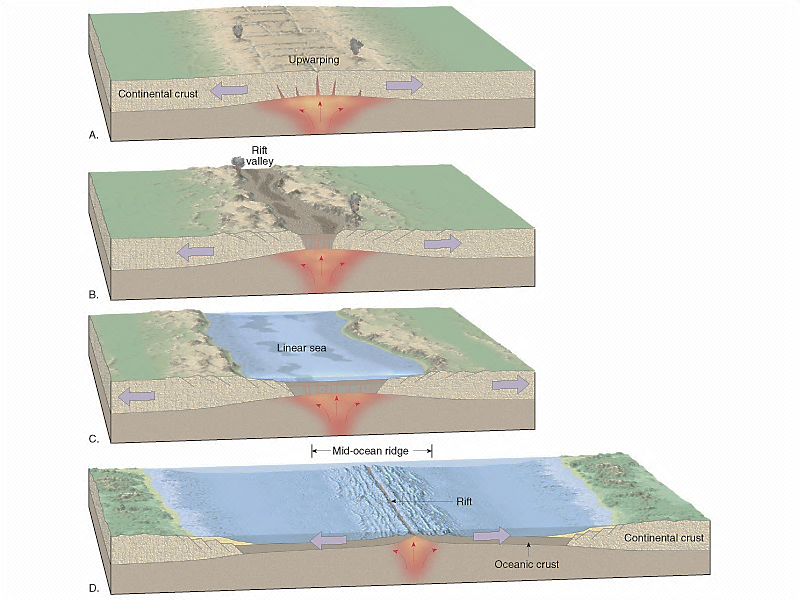 Upwarping
Continental crust
A.
Rift
valley
B.
Linear sea
C.
Mid-ocean ridge
Rift
Continental crust
Oceanic crust
D.